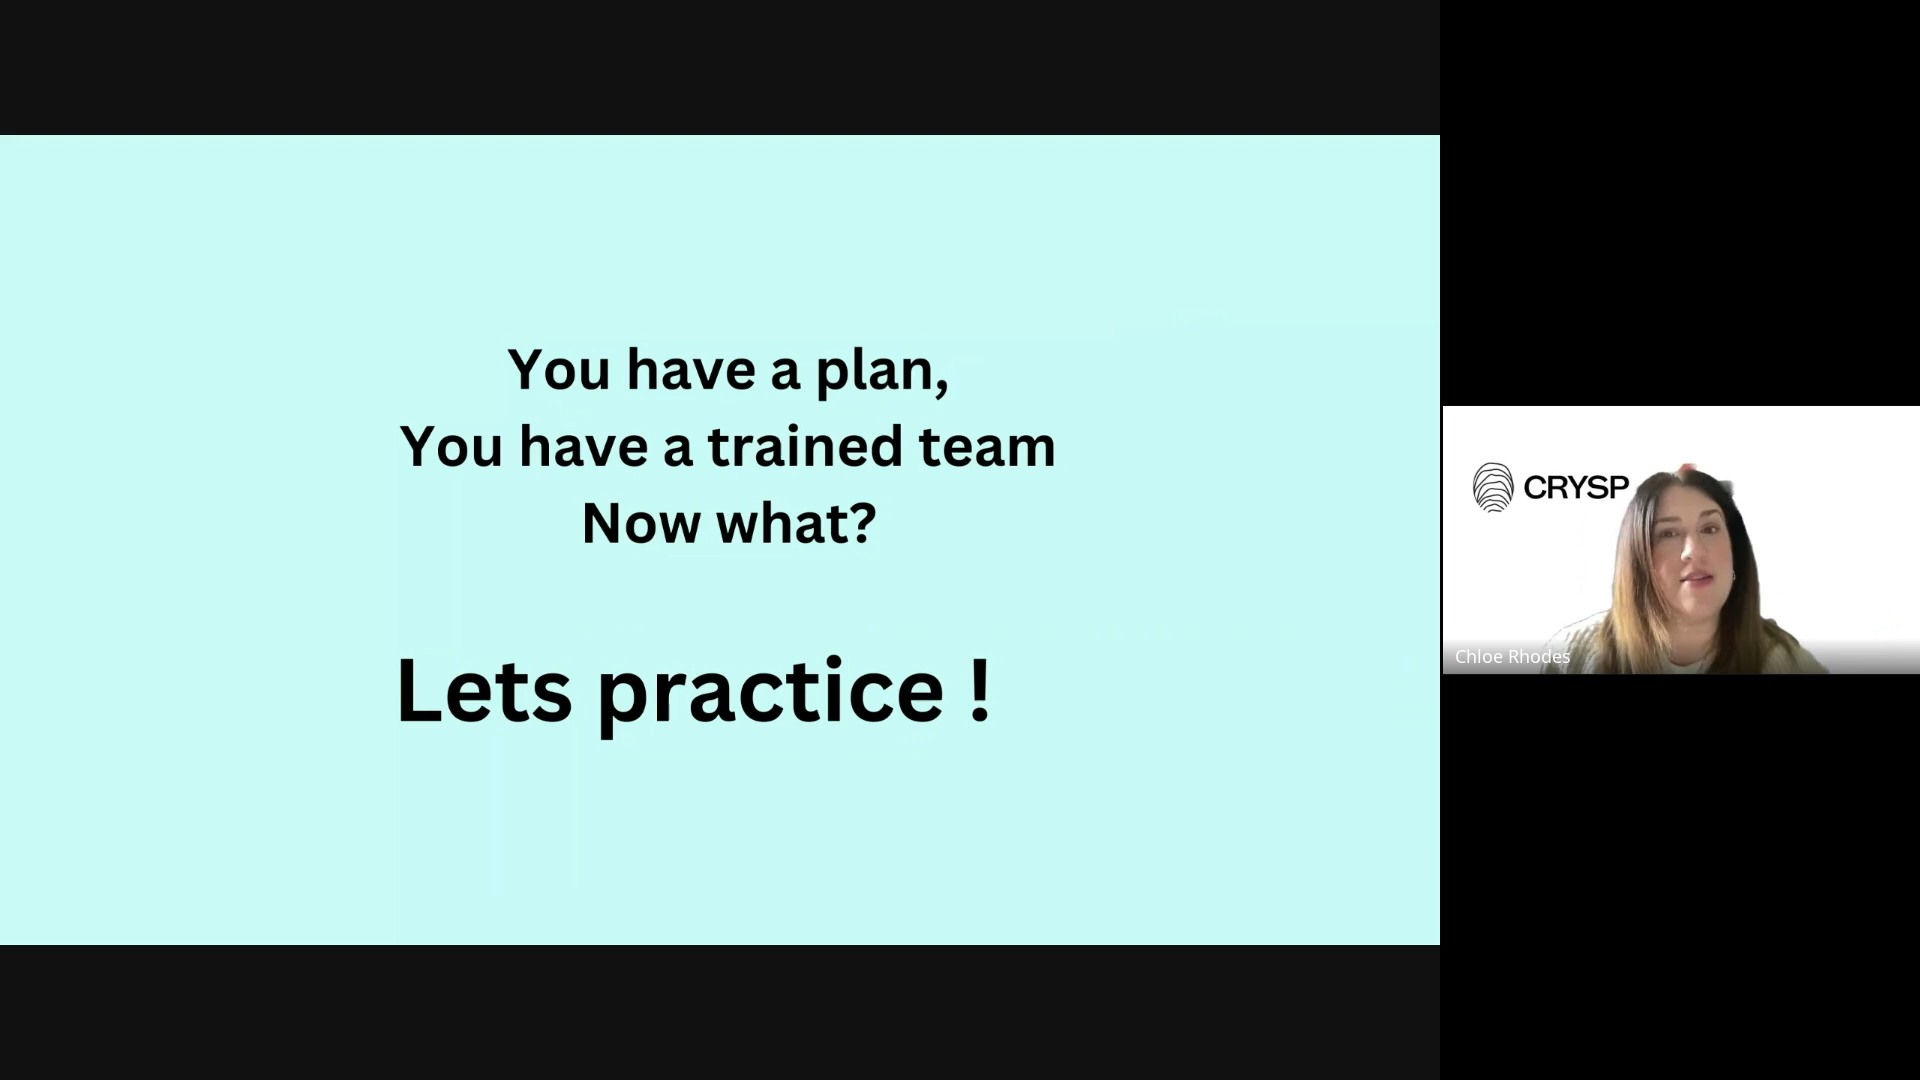 You have a plan,
You have a trained team
Now what?
Lets practice !
CRYSP
Chloe Rhodes